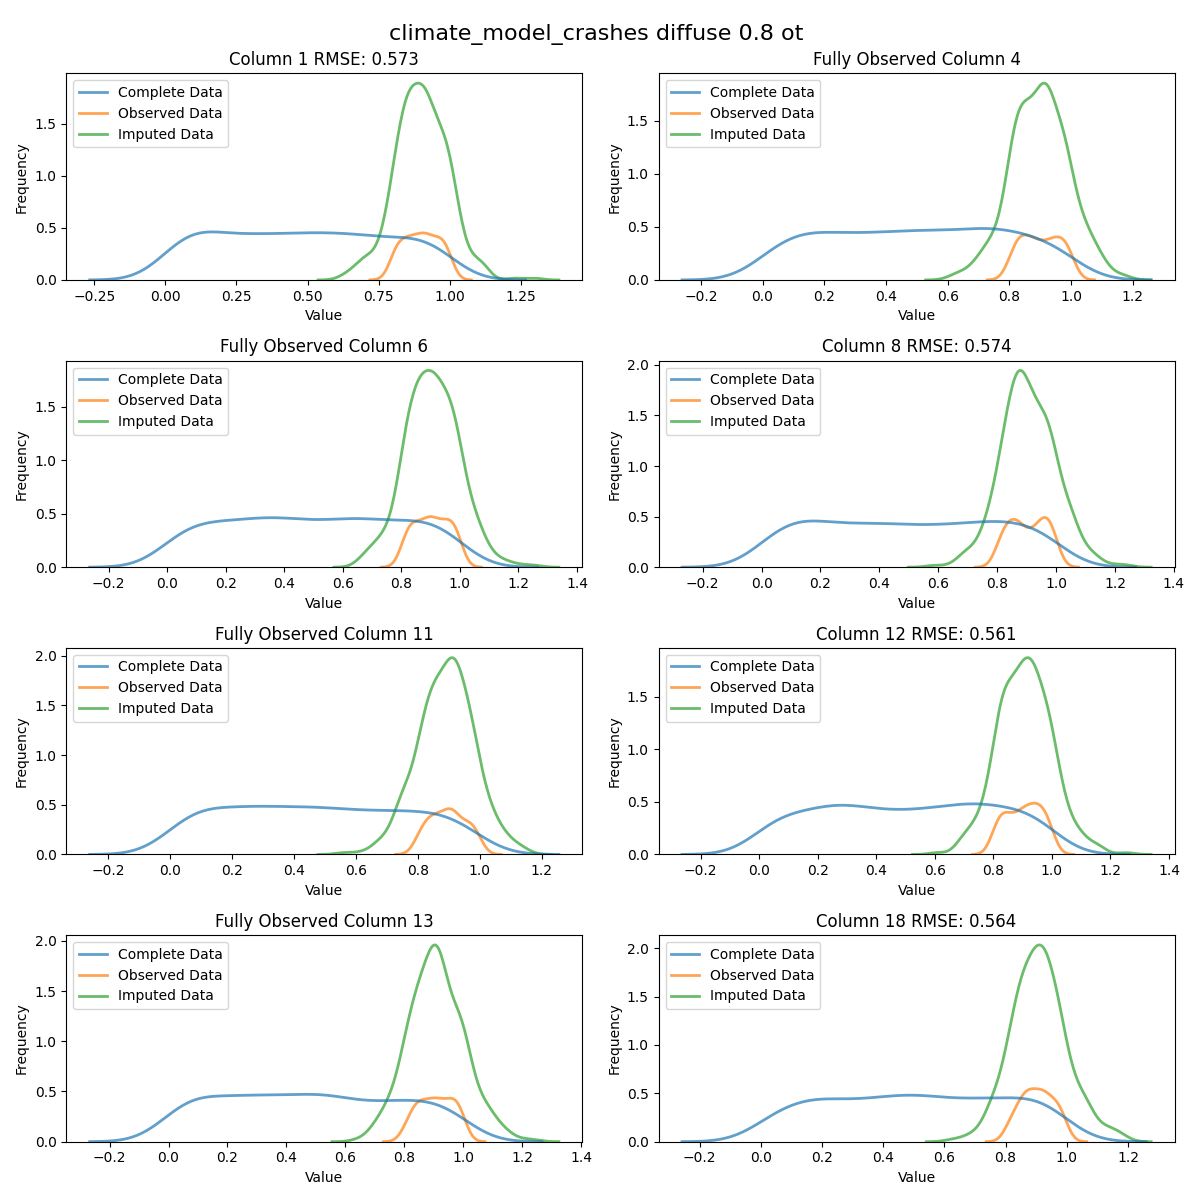 climate_model_crashes diffuse 0.8 ot
Column 1 RMSE: 0.573
Complete Data
Observed Data
Imputed Data
Frequency
0.0 0.5 1.0 1.5
−0.25 0.00 0.25 0.50 0.75 1.00 1.25
Value
Fully Observed Column 4
Complete Data
Observed Data
Imputed Data
Frequency
0.0 0.5 1.0 1.5
−0.2 0.0 0.2 0.4 0.6 0.8 1.0 1.2
Value
Fully Observed Column 6
Complete Data
Observed Data
Imputed Data
Frequency
0.0 0.5 1.0 1.5
−0.2 0.0 0.2 0.4 0.6 0.8 1.0 1.2 1.4
Value
Column 8 RMSE: 0.574
Complete Data
Observed Data
Imputed Data
Frequency
0.0 0.5 1.0 1.5 2.0
−0.2 0.0 0.2 0.4 0.6 0.8 1.0 1.2 1.4
Value
Fully Observed Column 11
Complete Data
Observed Data
Imputed Data
Frequency
0.0 0.5 1.0 1.5 2.0
−0.2 0.0 0.2 0.4 0.6 0.8 1.0 1.2
Value
Column 12 RMSE: 0.561
Complete Data
Observed Data
Imputed Data
Frequency
0.0 0.5 1.0 1.5
−0.2 0.0 0.2 0.4 0.6 0.8 1.0 1.2 1.4
Value
Fully Observed Column 13
Complete Data
Observed Data
Imputed Data
Frequency
0.0 0.5 1.0 1.5 2.0
−0.2 0.0 0.2 0.4 0.6 0.8 1.0 1.2 1.4
Value
Column 18 RMSE: 0.564
Complete Data
Observed Data
Imputed Data
Frequency
0.0 0.5 1.0 1.5 2.0
−0.2 0.0 0.2 0.4 0.6 0.8 1.0 1.2
Value